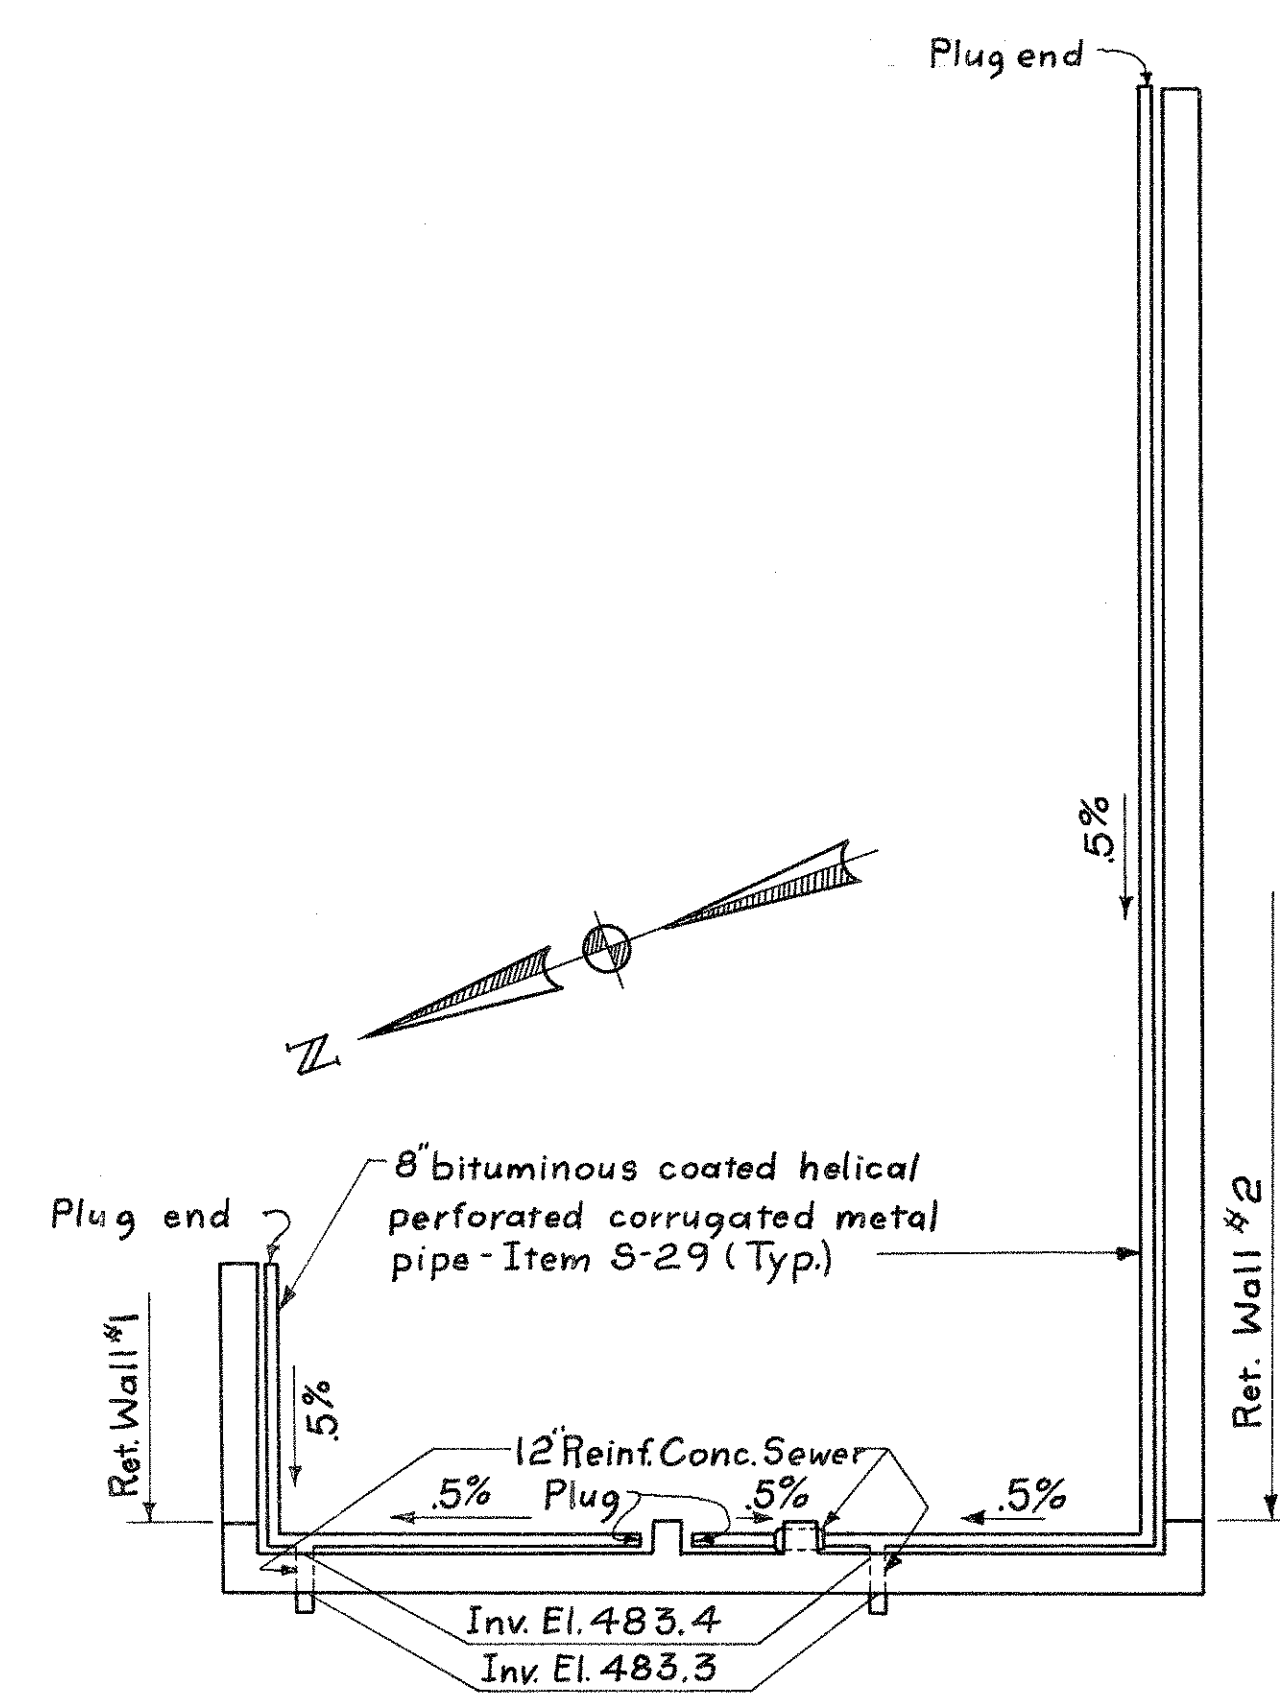 Plug end
.5%
N
8" bituminous coated helical
perforated corrugated metal
pipe - Item S-29 (Typ.)
Plug end
Ret. Wall #1
Ret. Wall #2
.5%
12" Reinf. Conc. Sewer
.5%
Plug
.5%
.5%
Inv. El. 483.4
Inv. El. 483.3